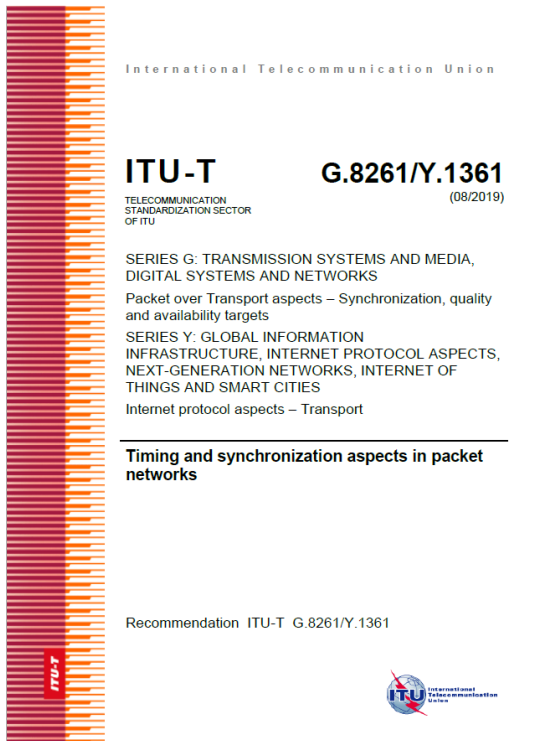 International Telecommunication Union
ITU-T
G.8261/Y.1361
TELECOMMUNICATION
STANDARDIZATION SECTOR
OF ITU
(08/2019)
SERIES G: TRANSMISSION SYSTEMS AND MEDIA,
DIGITAL SYSTEMS AND NETWORKS
Packet over Transport aspects – Synchronization, quality
and availability targets
SERIES Y: GLOBAL INFORMATION
INFRASTRUCTURE, INTERNET PROTOCOL ASPECTS,
NEXT-GENERATION NETWORKS, INTERNET OF
THINGS AND SMART CITIES
Internet protocol aspects – Transport
Timing and synchronization aspects in packet
networks
Recommendation ITU-T G.8261/Y.1361
ITU-T
ITU
International
Telecommunication
Union